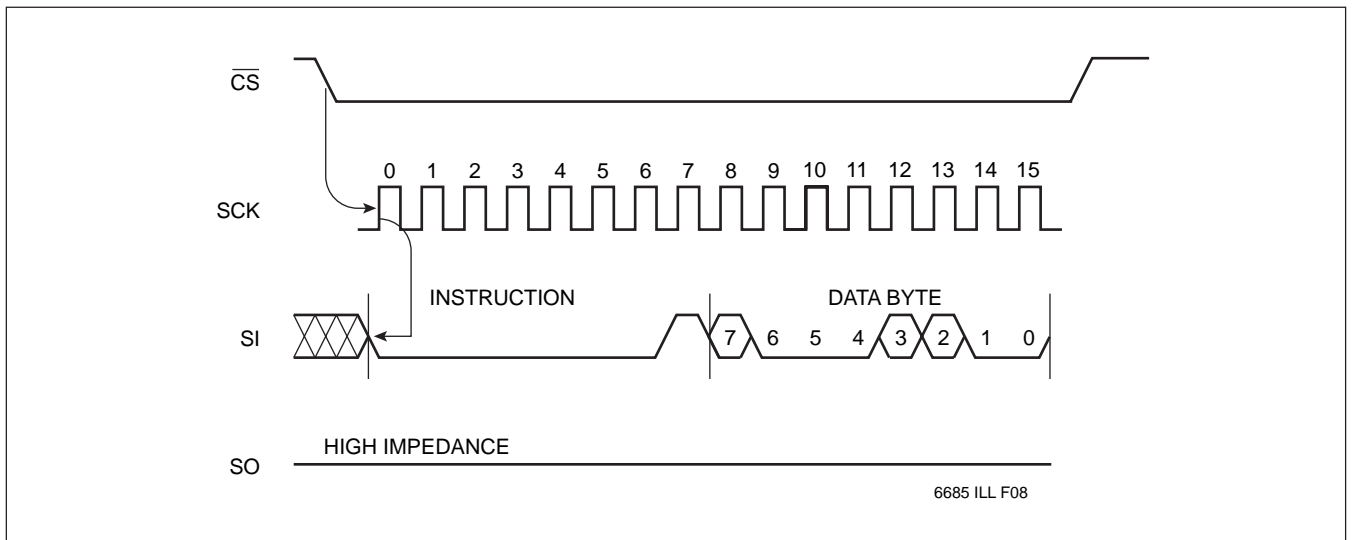 CS
0 1 2 3 4 5 6 7 8 9 10 11 12 13 14 15
SCK
INSTRUCTION DATA BYTE
SI 7 6 5 4 3 2 1 0
HIGH IMPEDANCE
SO
6685 ILL F08